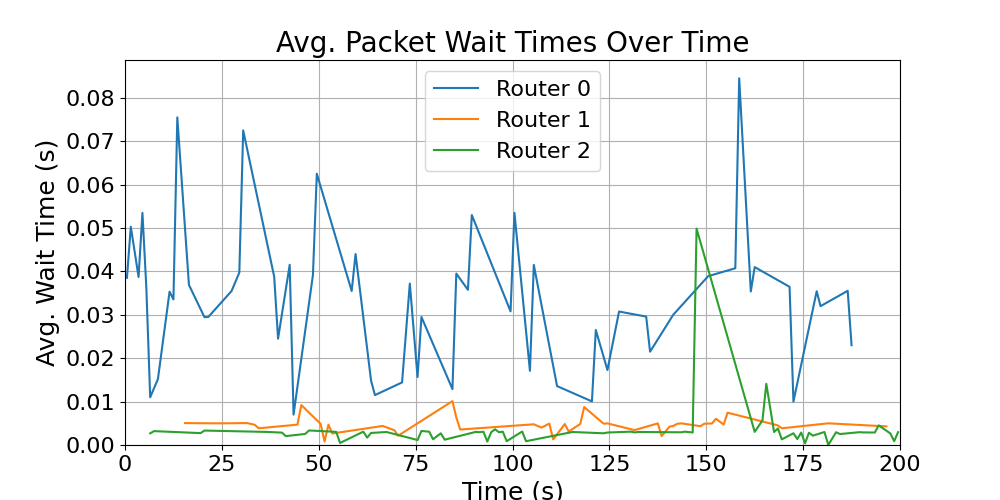 Avg. Packet Wait Times Over Time
Avg. Wait Time (s)
0.08
0.07
0.06
0.05
0.04
0.03
0.02
0.01
0.00
Router 0
Router 1
Router 2
0 25 50 75 100 125 150 175 200
Time (s)